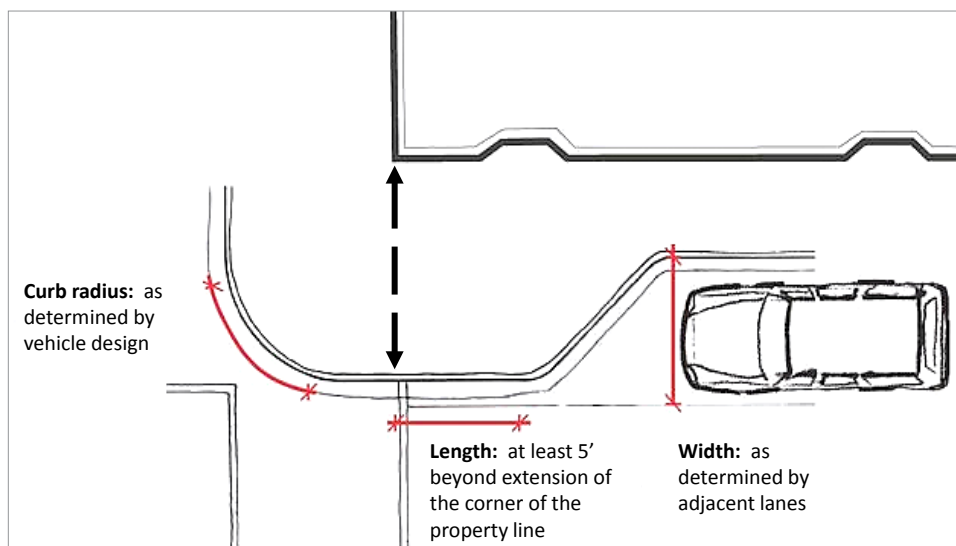 Curb radius: as
determined by
vehicle design
Length: at least 5’
beyond extension of
the corner of the
property line
Width: as
determined by
adjacent lanes